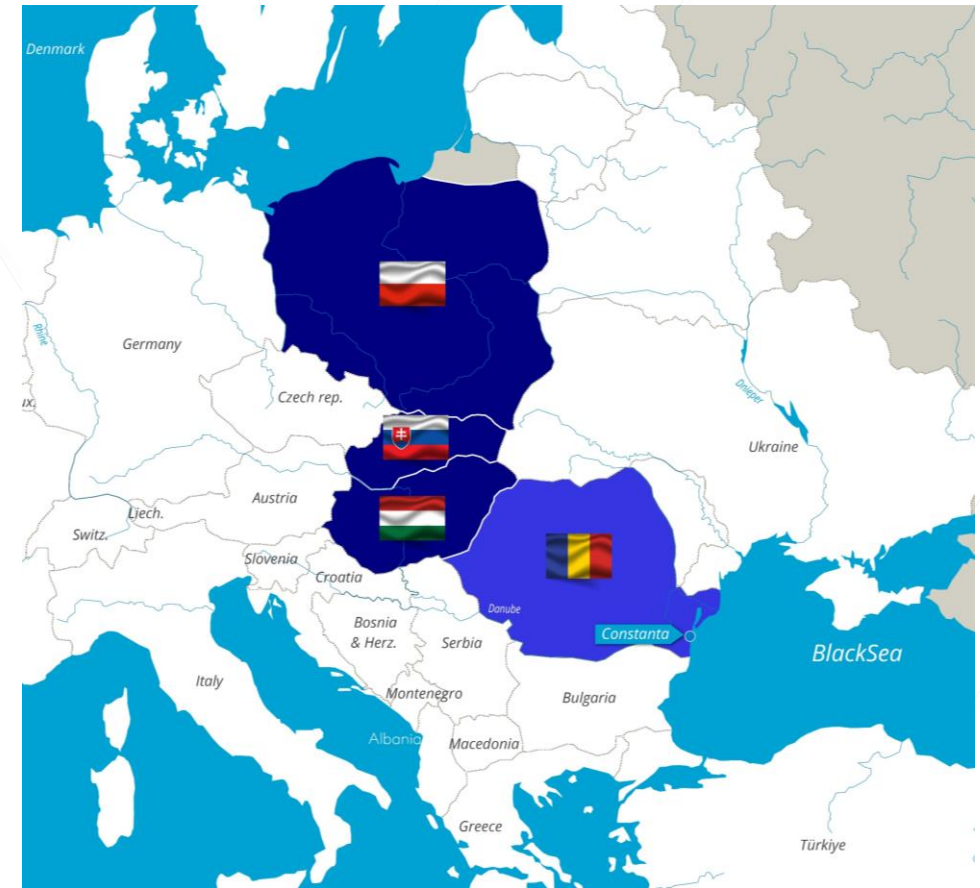 Denmark
Rhine
Germany
ux.
Czech rep.
Dnieper
Ukraine
Austria
Liech.
Switz.
Slovenia
Croatia
Danube
Bosnia
& Herz.
Serbia
Constanta
BlackSea
Italy
Montenegro
Bulgaria
Albania
Macedonia
Greece
Türkiye